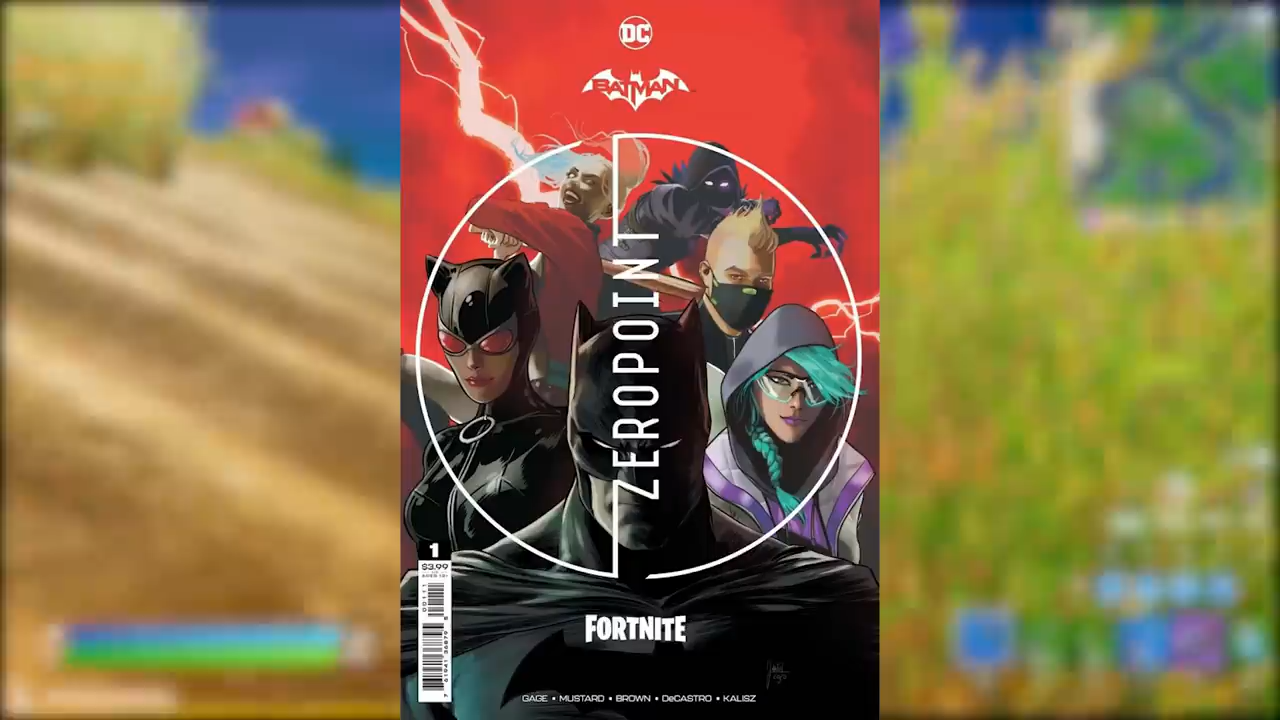 DC
BATMAN
ZEROPOINT
1
$3.99
FORTNITE
GAGE • MUSTARD • BROWN • DeCASTRO • KALISZ